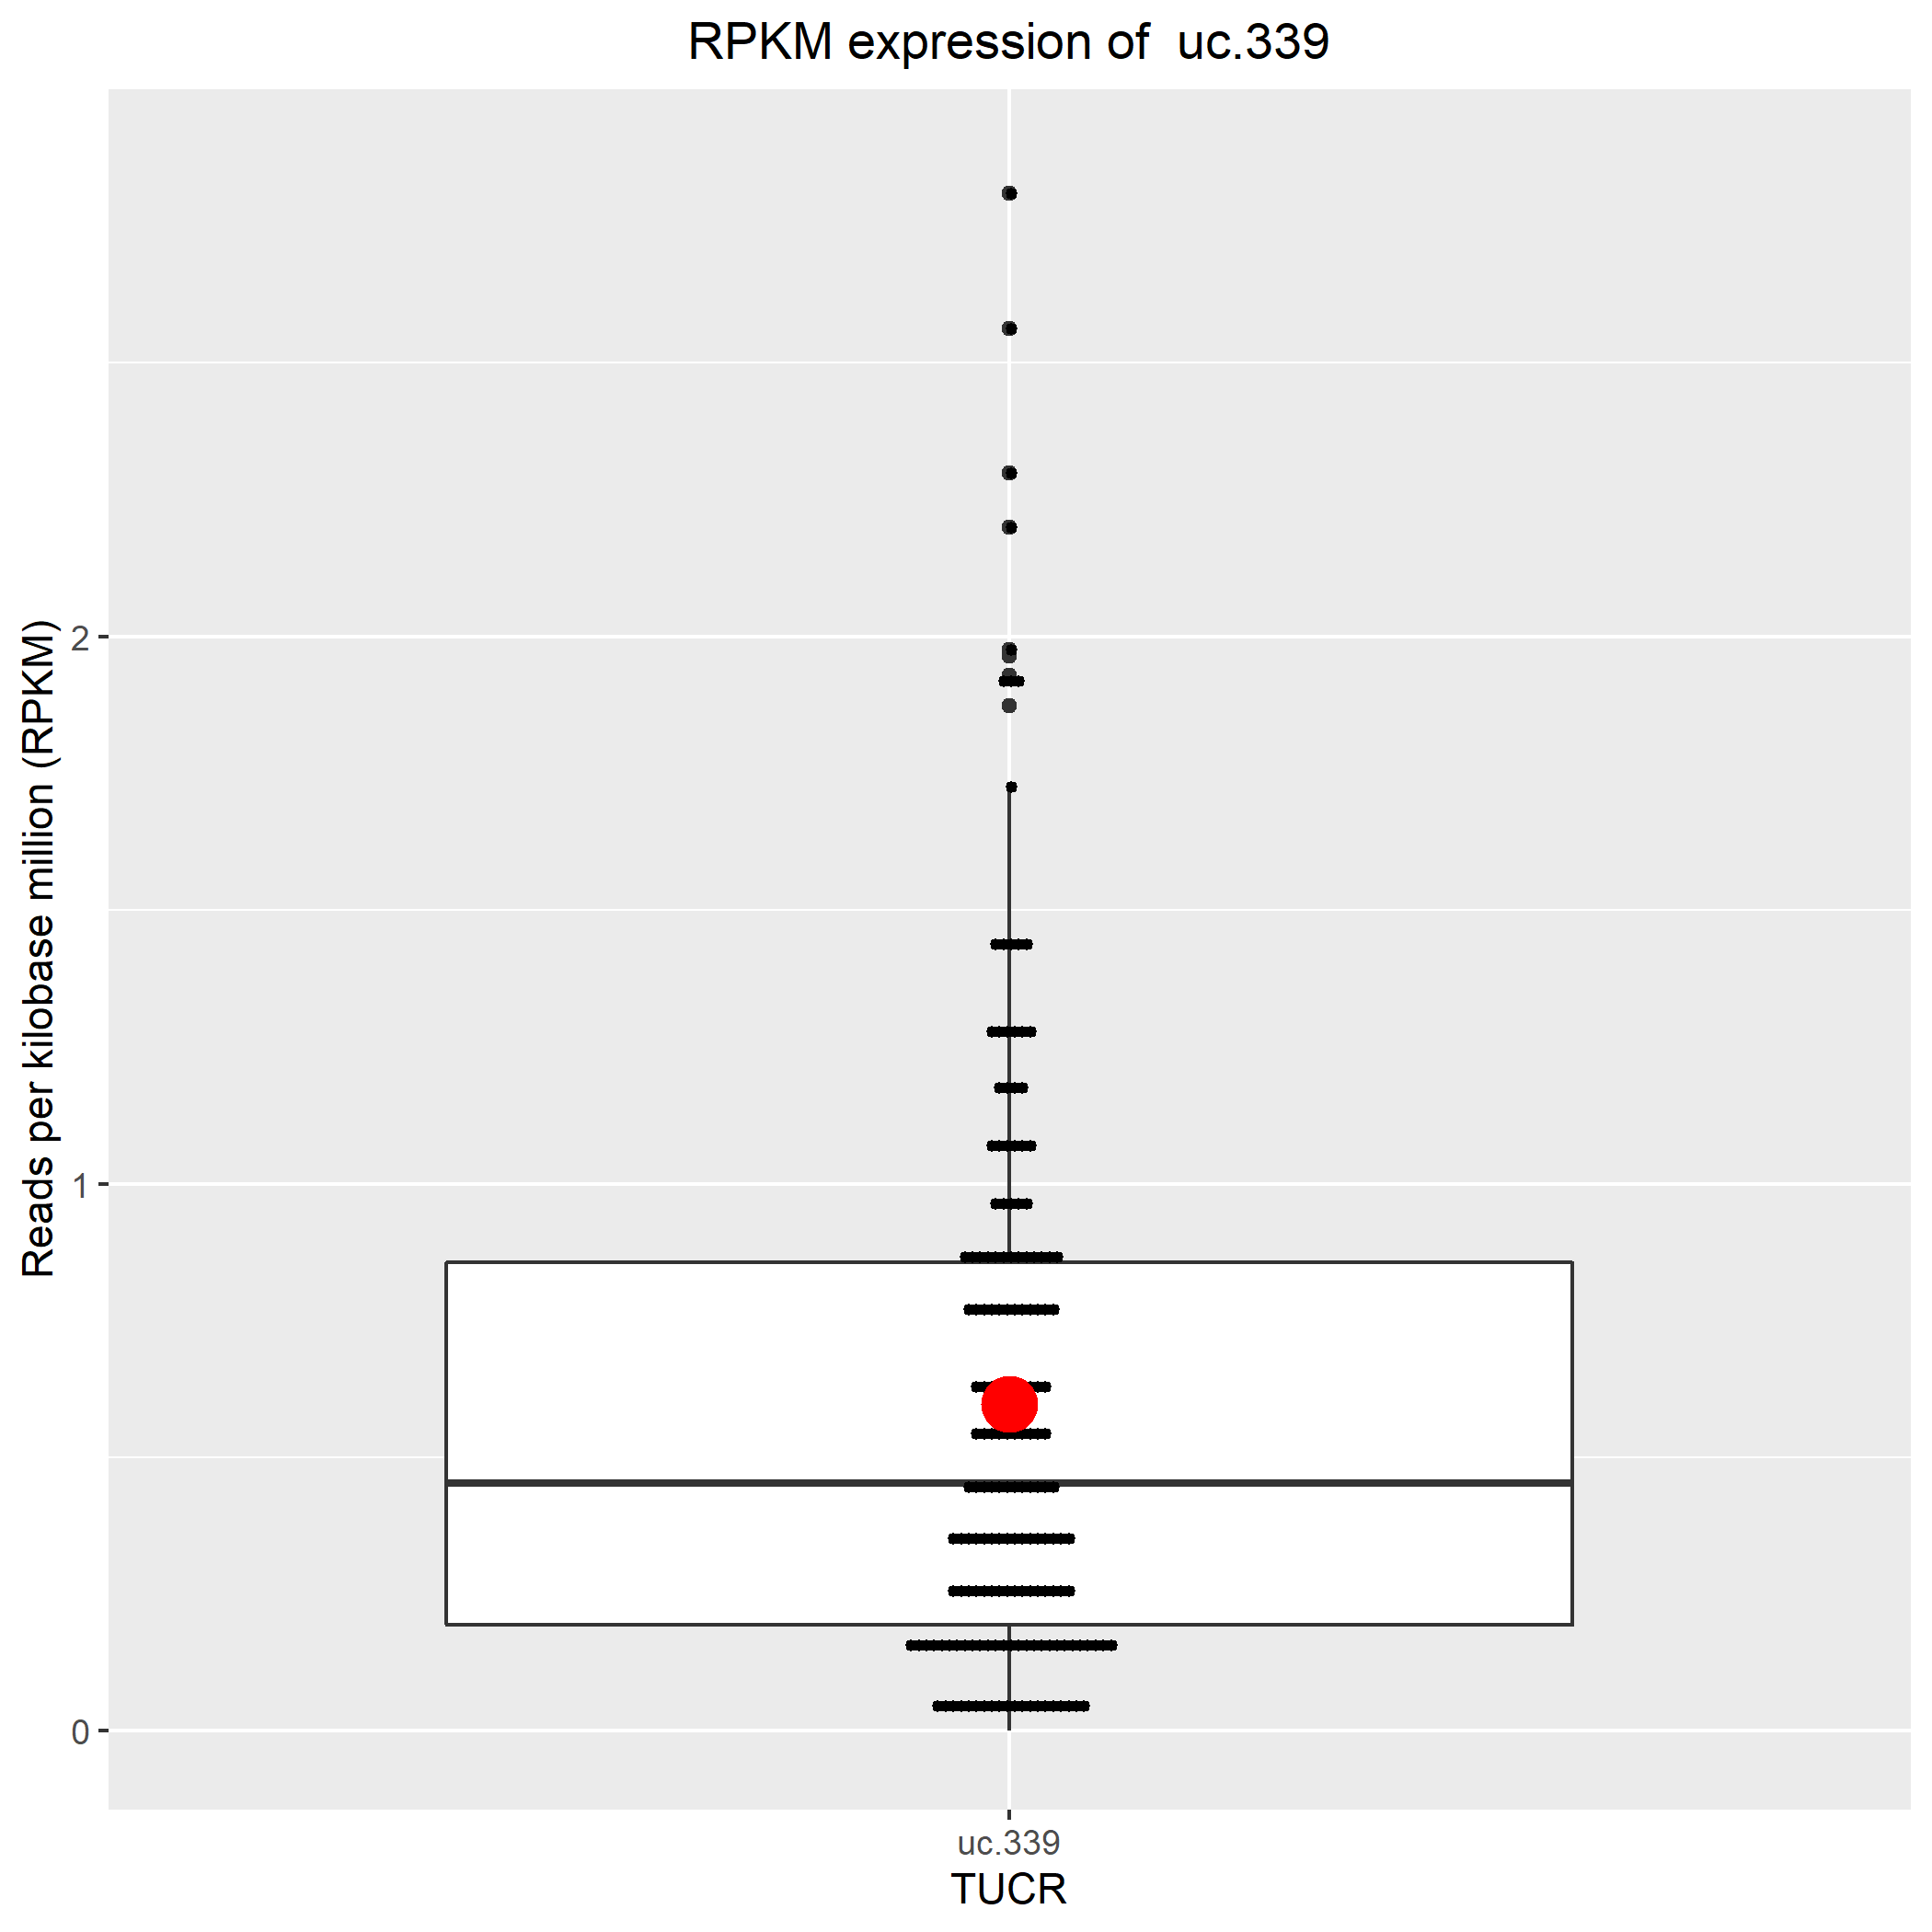 RPKM expression of  uc.339
Reads per kilobase million (RPKM)
2
1
0
uc.339
TUCR